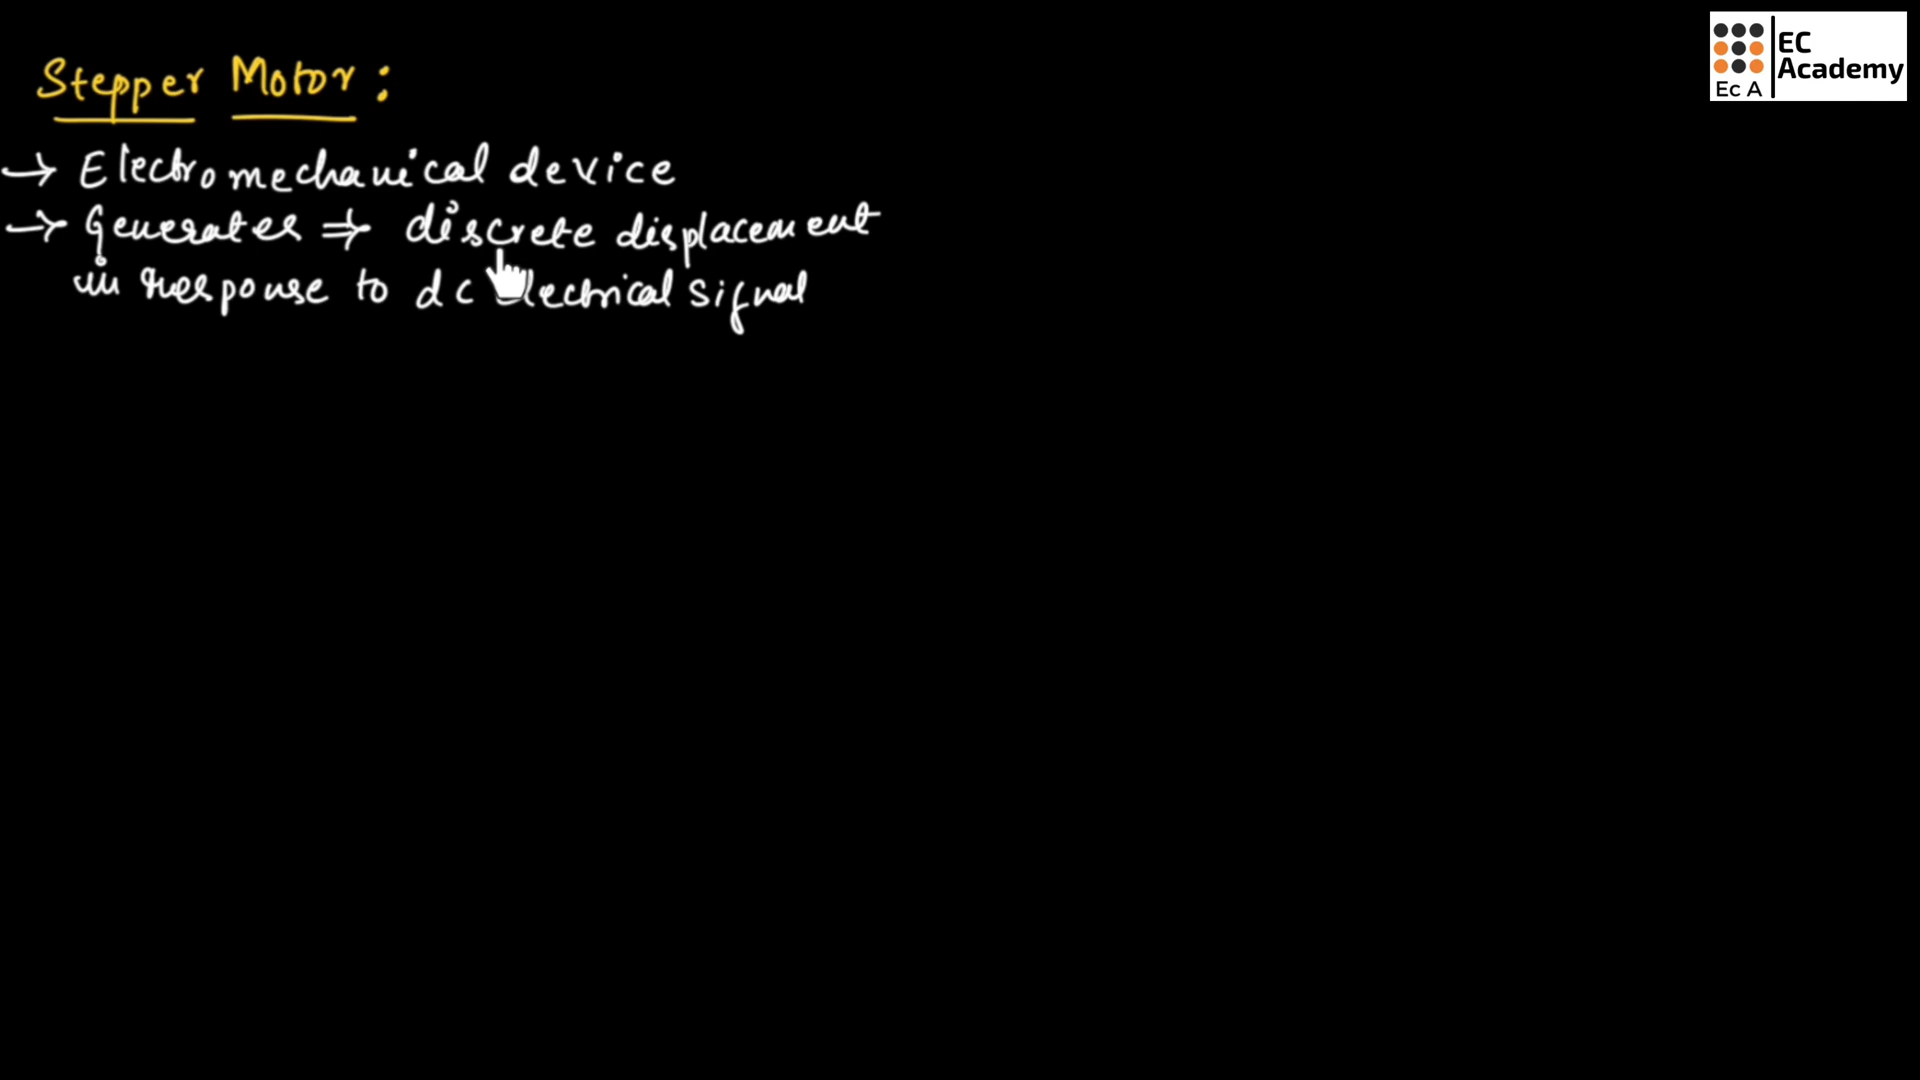 Stepper Motor :
→ Electromechanical device
→ Generates ⇒ discrete displacement
in response to dc electrical signal
EC
Academy
Ec A